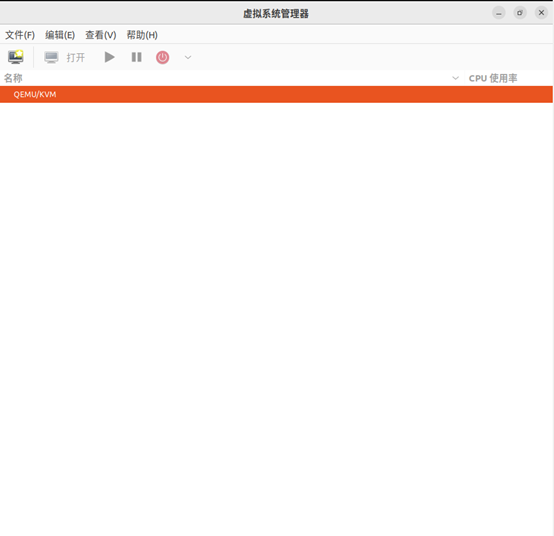 虚拟系统管理器
文件(F) 编辑(E) 查看(V) 帮助(H)
打开
名称 CPU 使用率
QEMU/KVM